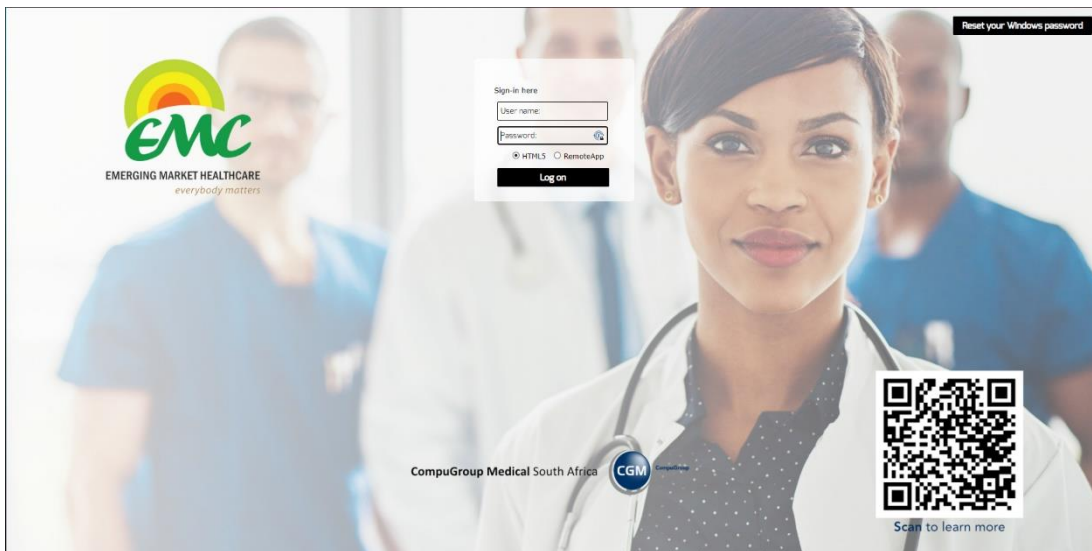 Reset your Windows password
EMC
EMERGING MARKET HEALTHCARE
everybody matters
Sign-in here
User name:
Password:
HTML5 RemoteApp
Log on
CompuGroup Medical South Africa CGM CompuGroup
Scan to learn more